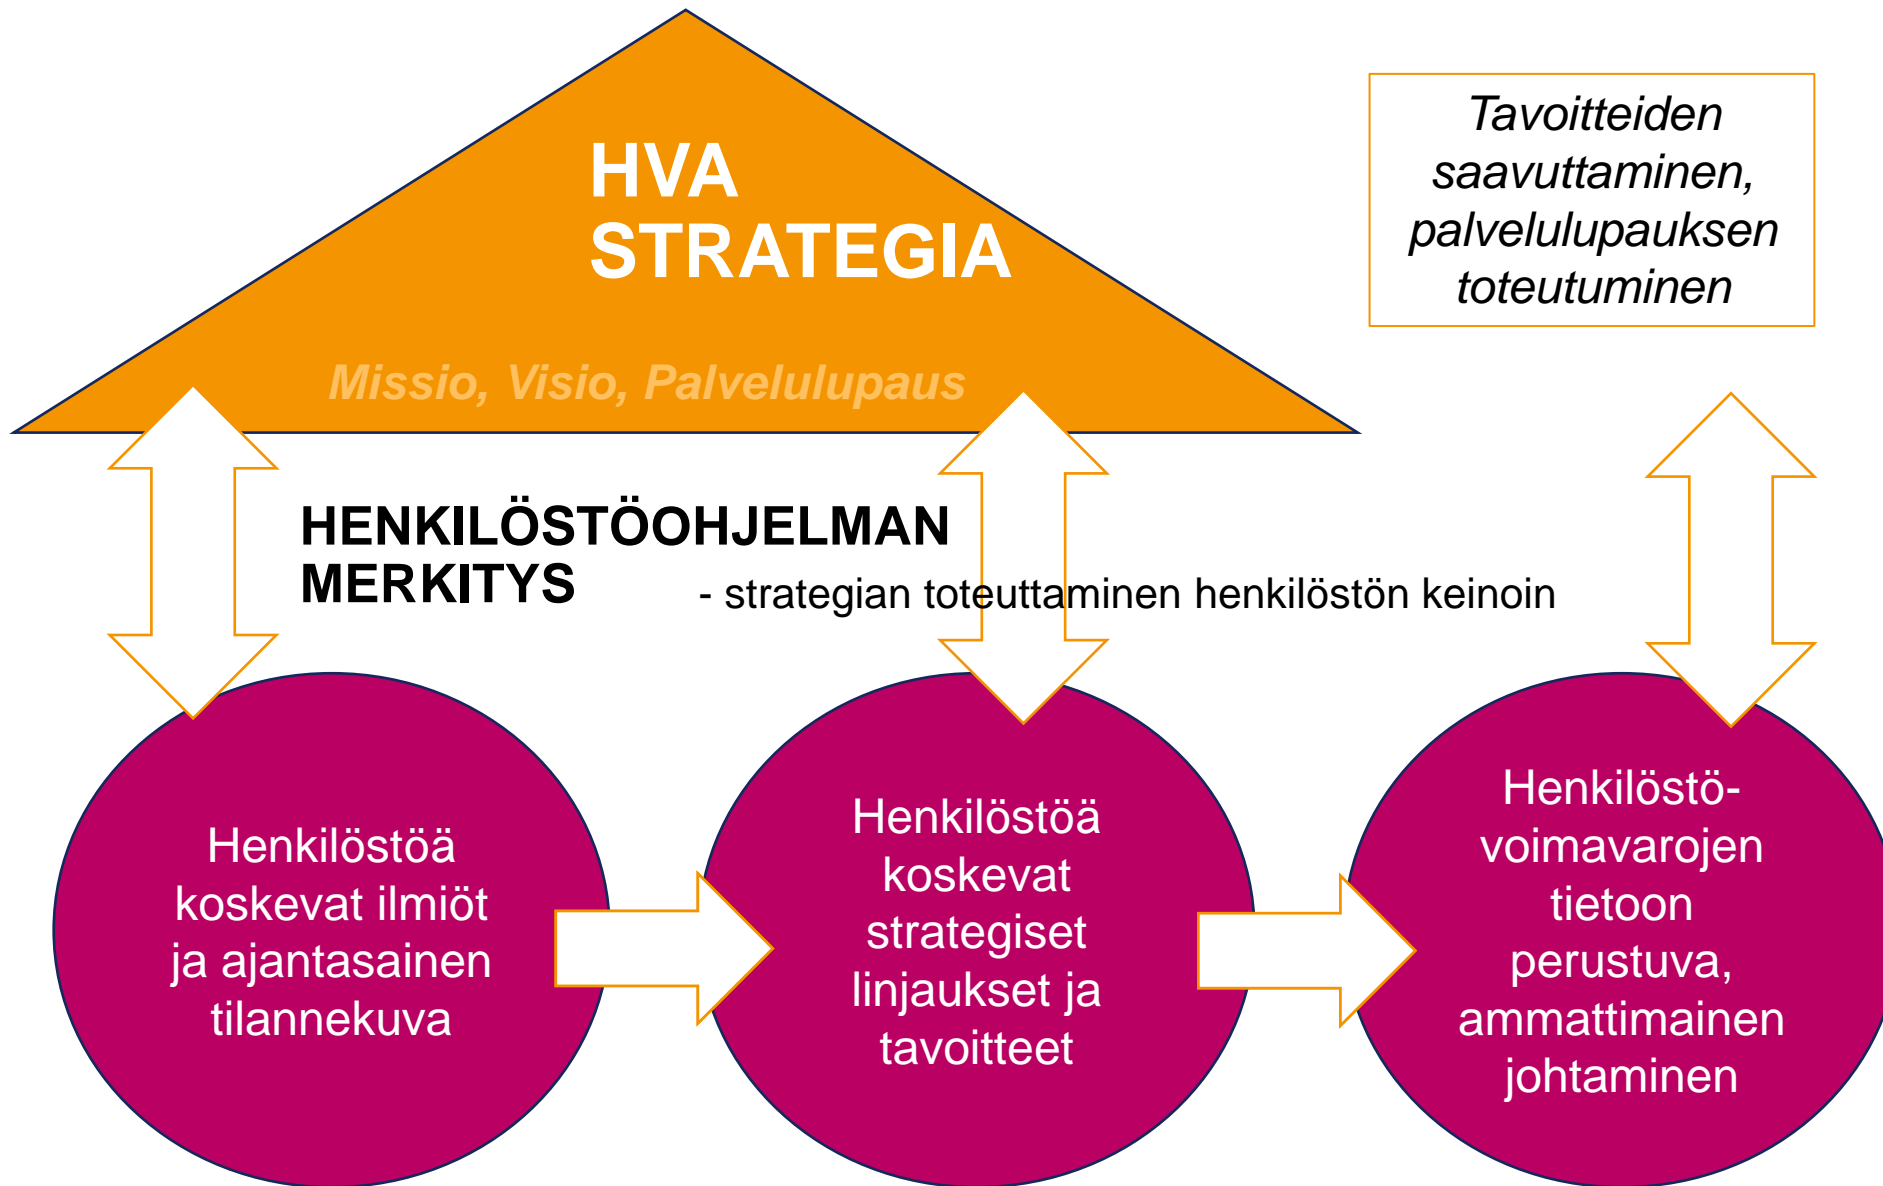 HVA
STRATEGIA
Missio, Visio, Palvelulupaus
Tavoitteiden
saavuttaminen,
palvelulupauksen
toteutuminen
HENKILÖSTÖOHJELMAN
MERKITYS
- strategian toteuttaminen henkilöstön keinoin
Henkilöstöä
koskevat ilmiöt
ja ajantasainen
tilannekuva
Henkilöstöä
koskevat
strategiset
linjaukset ja
tavoitteet
Henkilöstö-
voimavarojen
tietoon
perustuva,
ammattimainen
johtaminen